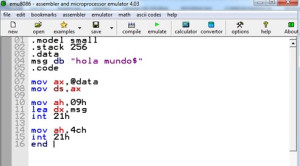 emu8086 - assembler and microprocessor emulator 4.03
file edit bookmarks assembler emulator math ascii codes help
new open examples save compile emulate calculator convertor options help
01 .model small
02 .stack 256
03 .data
04 msg db "hola mundo$"
05 .code
06
07 mov ax,@data
08 mov ds,ax
09
10 mov ah,09h
11 lea dx,msg
12 int 21h
13
14 mov ah,4ch
15 int 21h
16 end